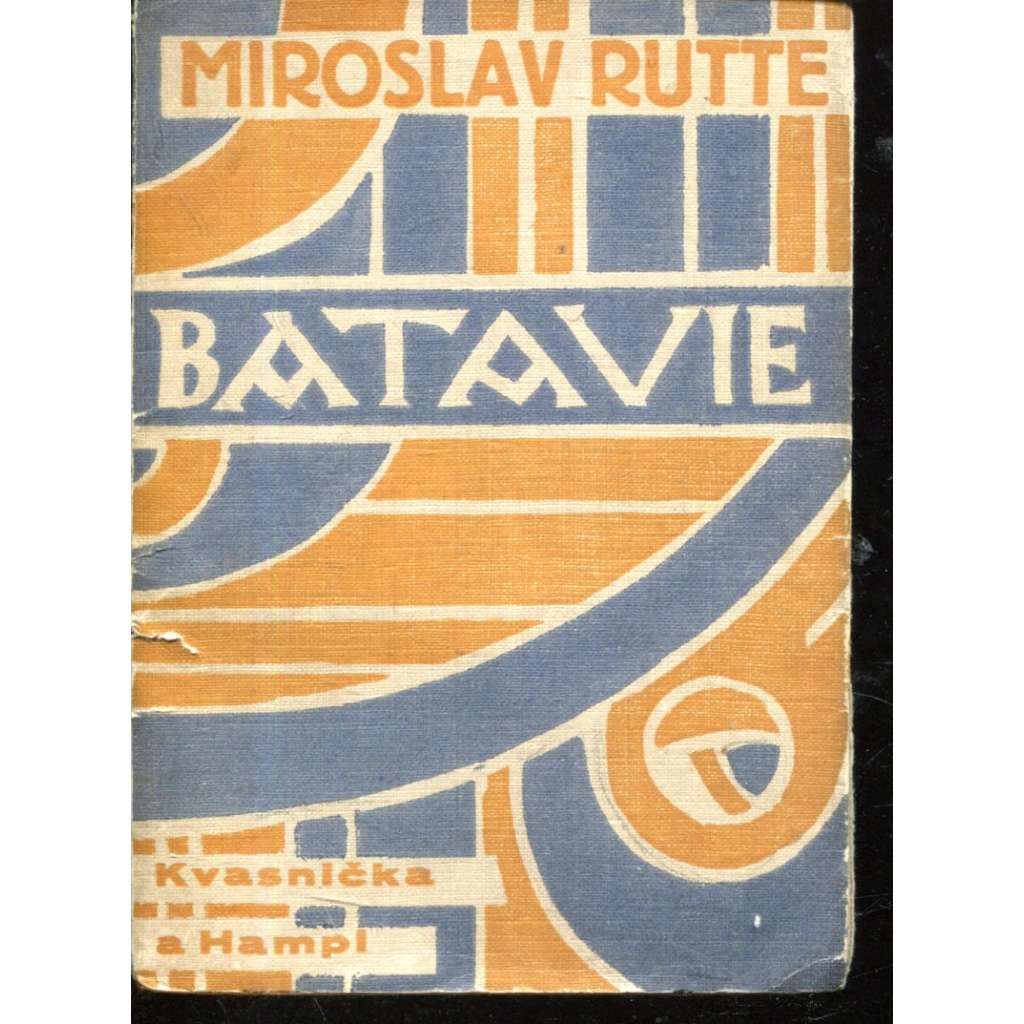 MIROSLAV RUTTE
BATAVIE
Kvasnička
a Hampl